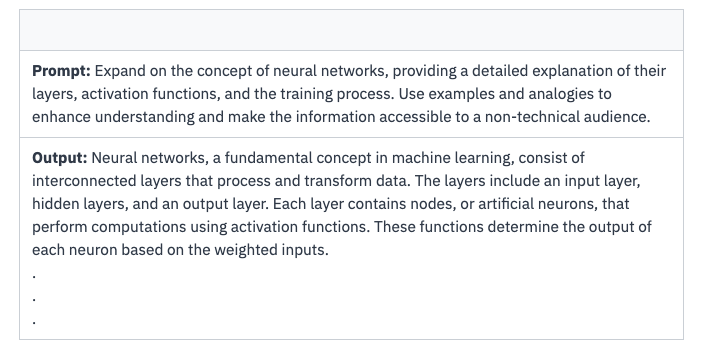 Prompt: Expand on the concept of neural networks, providing a detailed explanation of their
layers, activation functions, and the training process. Use examples and analogies to
enhance understanding and make the information accessible to a non-technical audience.
Output: Neural networks, a fundamental concept in machine learning, consist of
interconnected layers that process and transform data. The layers include an input layer,
hidden layers, and an output layer. Each layer contains nodes, or artificial neurons, that
perform computations using activation functions. These functions determine the output of
each neuron based on the weighted inputs.
.
.
.